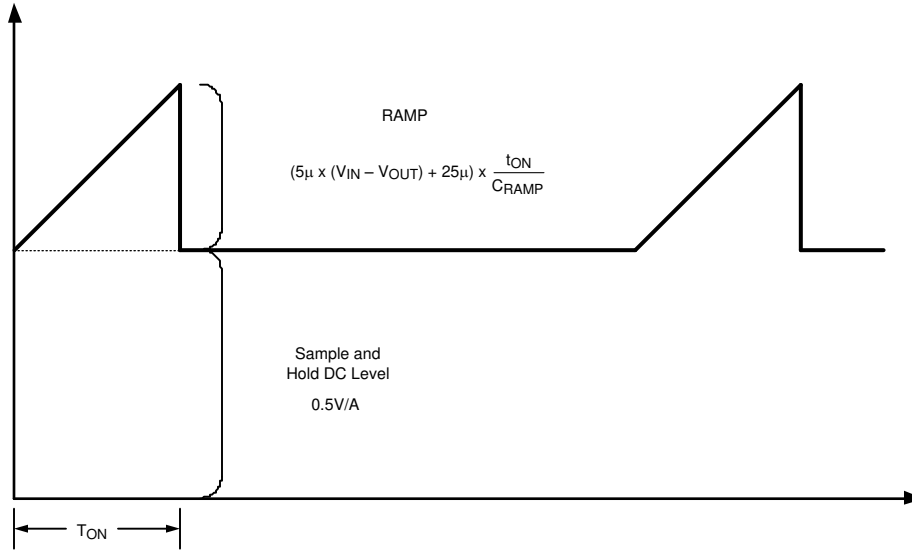 RAMP
(5μ x (VIN – VOUT) + 25μ) x tON / CRAMP
Sample and
Hold DC Level
0.5V/A
TON